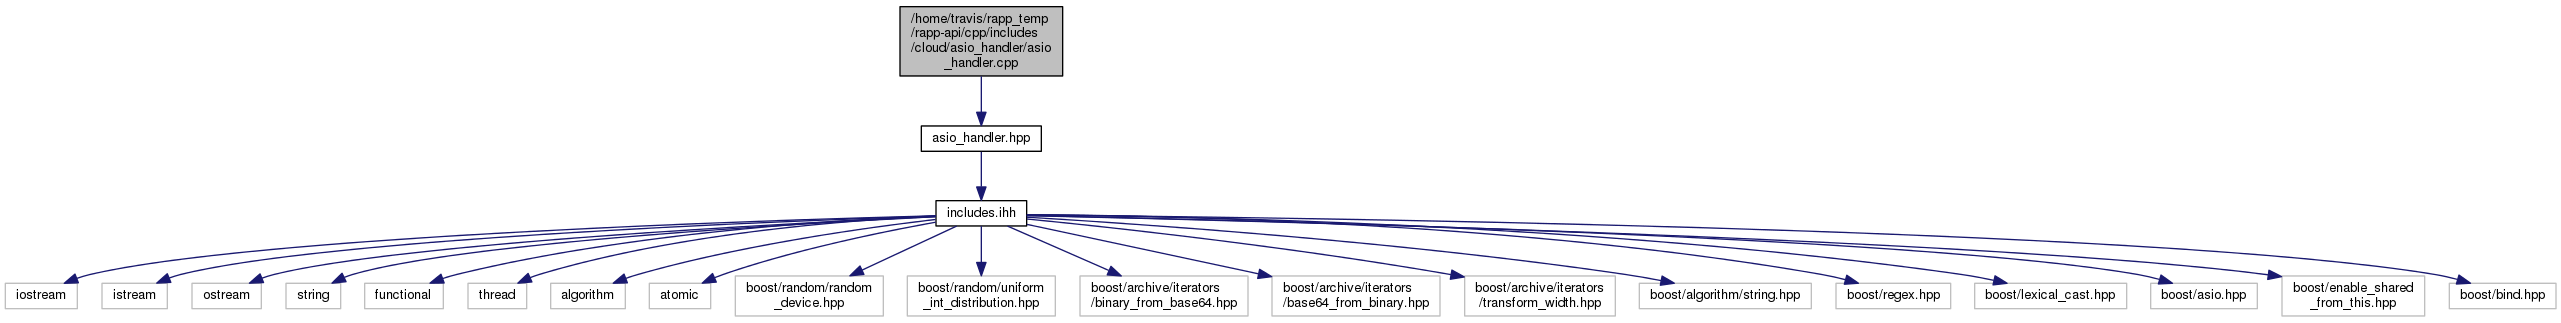 /home/travis/rapp_temp
/rapp-api/cpp/includes
/cloud/asio_handler/asio
_handler.cpp
asio_handler.hpp
includes.ihh
iostream
istream
ostream
string
functional
thread
algorithm
atomic
boost/random/random
_device.hpp
boost/random/uniform
_int_distribution.hpp
boost/archive/iterators
/binary_from_base64.hpp
boost/archive/iterators
/base64_from_binary.hpp
boost/archive/iterators
/transform_width.hpp
boost/algorithm/string.hpp
boost/regex.hpp
boost/lexical_cast.hpp
boost/asio.hpp
boost/enable_shared
_from_this.hpp
boost/bind.hpp